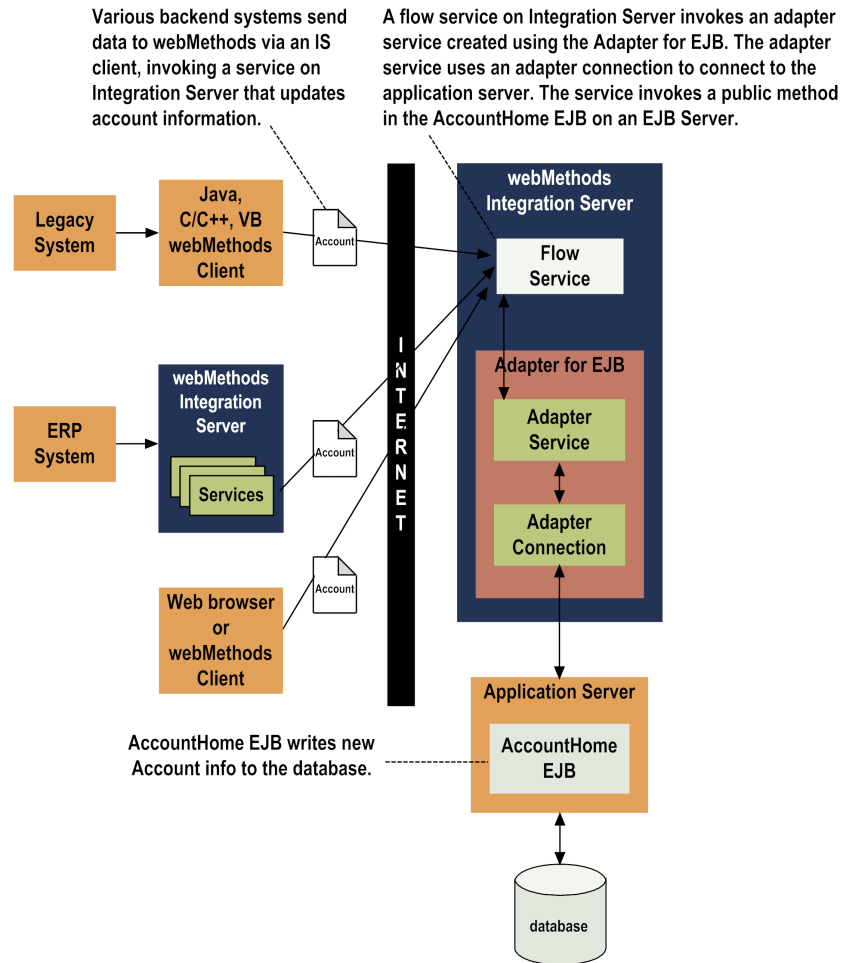 Various backend systems send
data to webMethods via an IS
client, invoking a service on
Integration Server that updates
account information.
A flow service on Integration Server invokes an adapter
service created using the Adapter for EJB. The adapter
service uses an adapter connection to connect to the
application server. The service invokes a public method
in the AccountHome EJB on an EJB Server.
Legacy
System
Java,
C/C++, VB
webMethods
Client
Account
webMethods
Integration Server
Flow
Service
INTERNET
Adapter for EJB
Adapter
Service
Adapter
Connection
ERP
System
webMethods
Integration
Server
Services
Account
Web browser
or
webMethods
Client
Account
Application Server
AccountHome
EJB
AccountHome EJB writes new
Account info to the database.
database